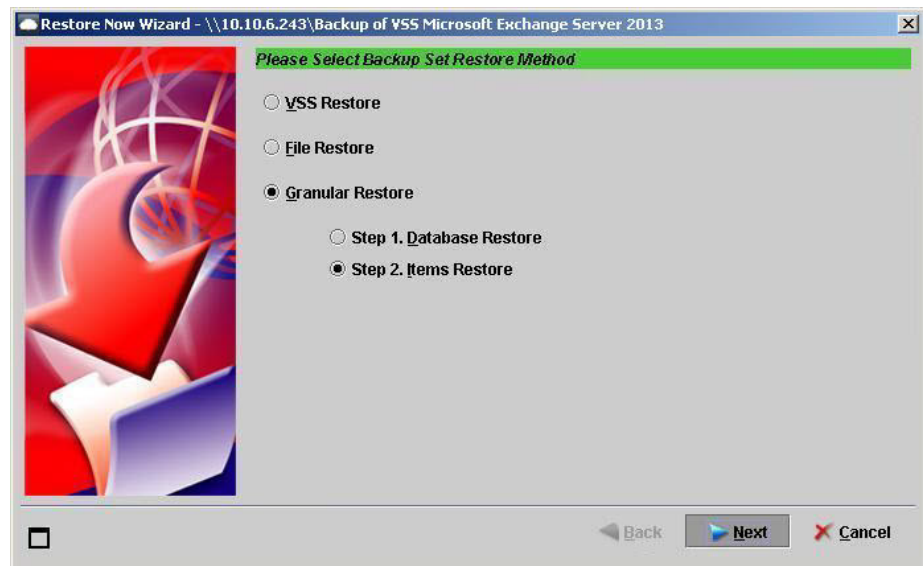 Restore Now Wizard - \\10.10.6.243\Backup of VSS Microsoft Exchange Server 2013
Please Select Backup Set Restore Method
VSS Restore
File Restore
Granular Restore
Step 1. Database Restore
Step 2. Items Restore
Back Next Cancel